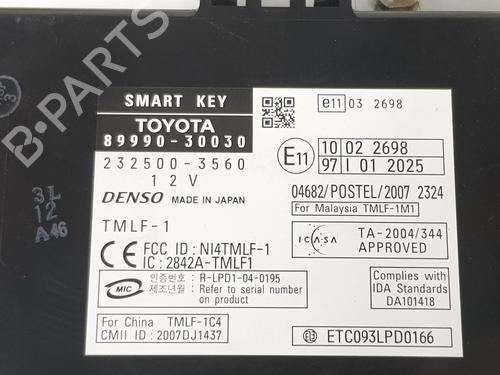 B-PARTS
SMART KEY
TOYOTA
89990-30030
232500-3560
12V
DENSO MADE IN JAPAN
TMLF-1
CE FCC ID : NI4TMLF-1
IC : 2842A-TMLF1
MIC
인증번호 : R-LPD1-04-0195
제조년월 : Refer to serial number on product
For China TMLF-1C4
CMII ID : 2007DJ1437
e11 03 2698
E11
10 02 2698
97 I 01 2025
04682/POSTEL/2007 2324
For Malaysia TMLF-1M1
ICASA
TA-2004/344
APPROVED
Complies with
IDA Standards
DA101418
ETC093LPD0166
3L
12
A46